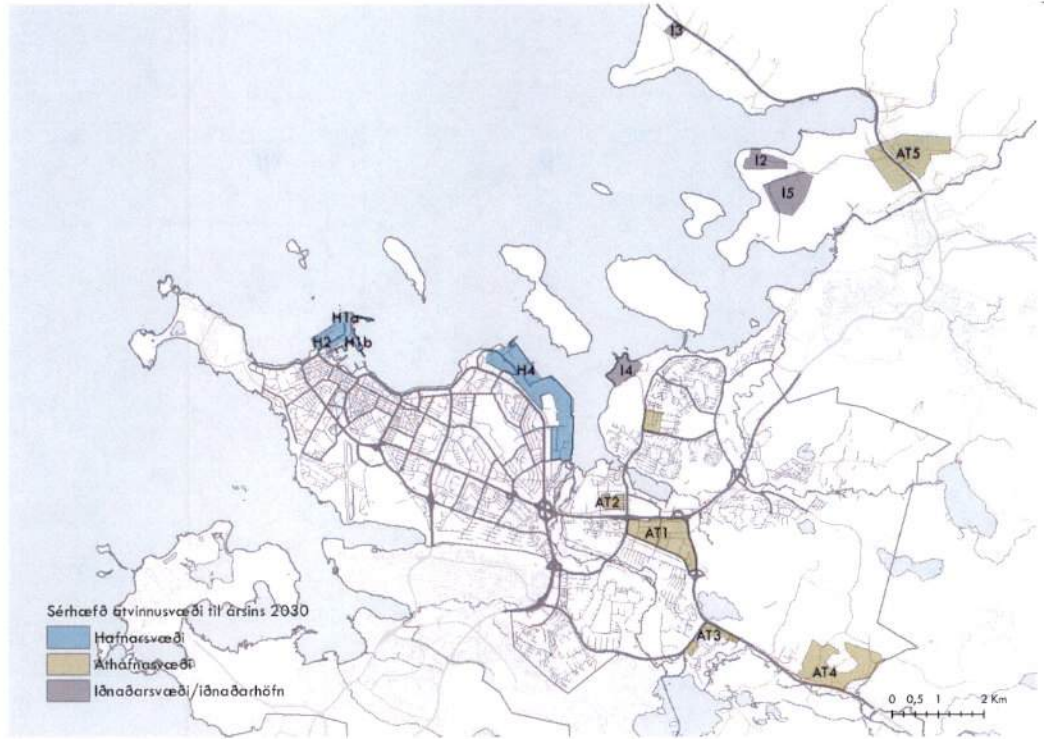 I3
AT5
I2
I5
H1a
H2 H1b
H4
I4
AT2
AT1
AT3
AT4
Sérhæfð atvinnusvæði til ársins 2030
Hafnarsvæði
Athafnasvæði
Iðnaðarsvæði/iðnaðarhöfn
0 0,5 1 2 Km